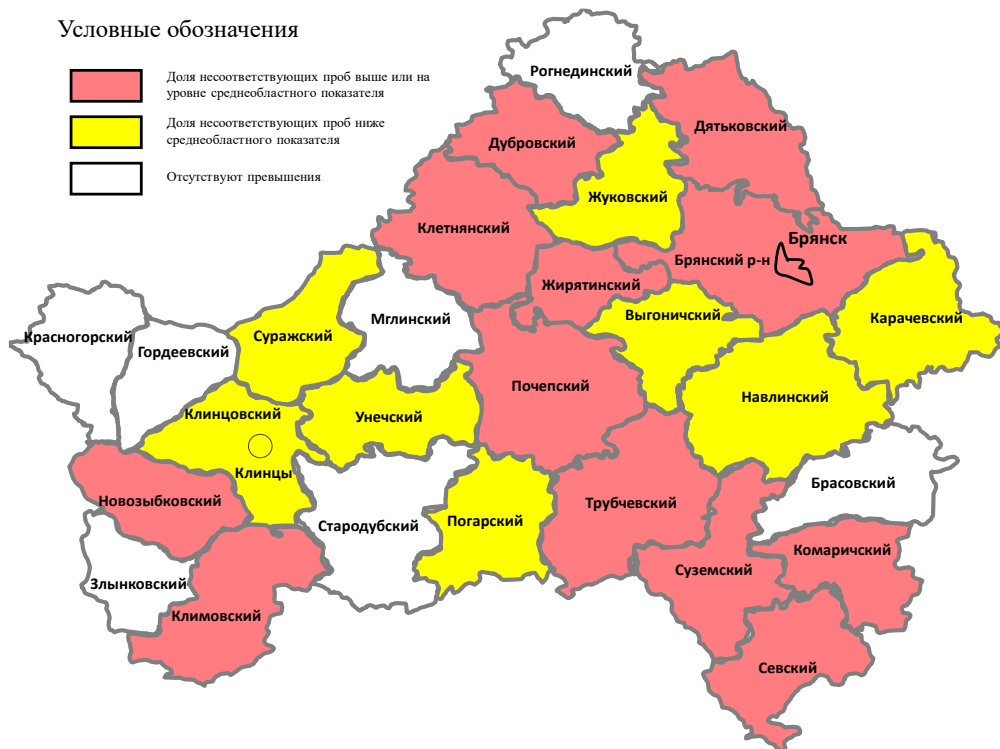 Условные обозначения
Доля несоответствующих проб выше или на
уровне среднеобластного показателя
Доля несоответствующих проб ниже
среднеобластного показателя
Отсутствуют превышения
Рогнединский
Дятьковский
Дубровский
Жуковский
Клетнянский
Брянск
Брянский р-н
Жирятинский
Выгоничский
Карачевский
Мглинский
Красногорский
Суражский
Гордеевский
Почепский
Навлинский
Клинцовский
Унечский
Клинцы
Брасовский
Новозыбковский
Трубчевский
Погарский
Стародубский
Комаричский
Суземский
Злынковский
Климовский
Севский